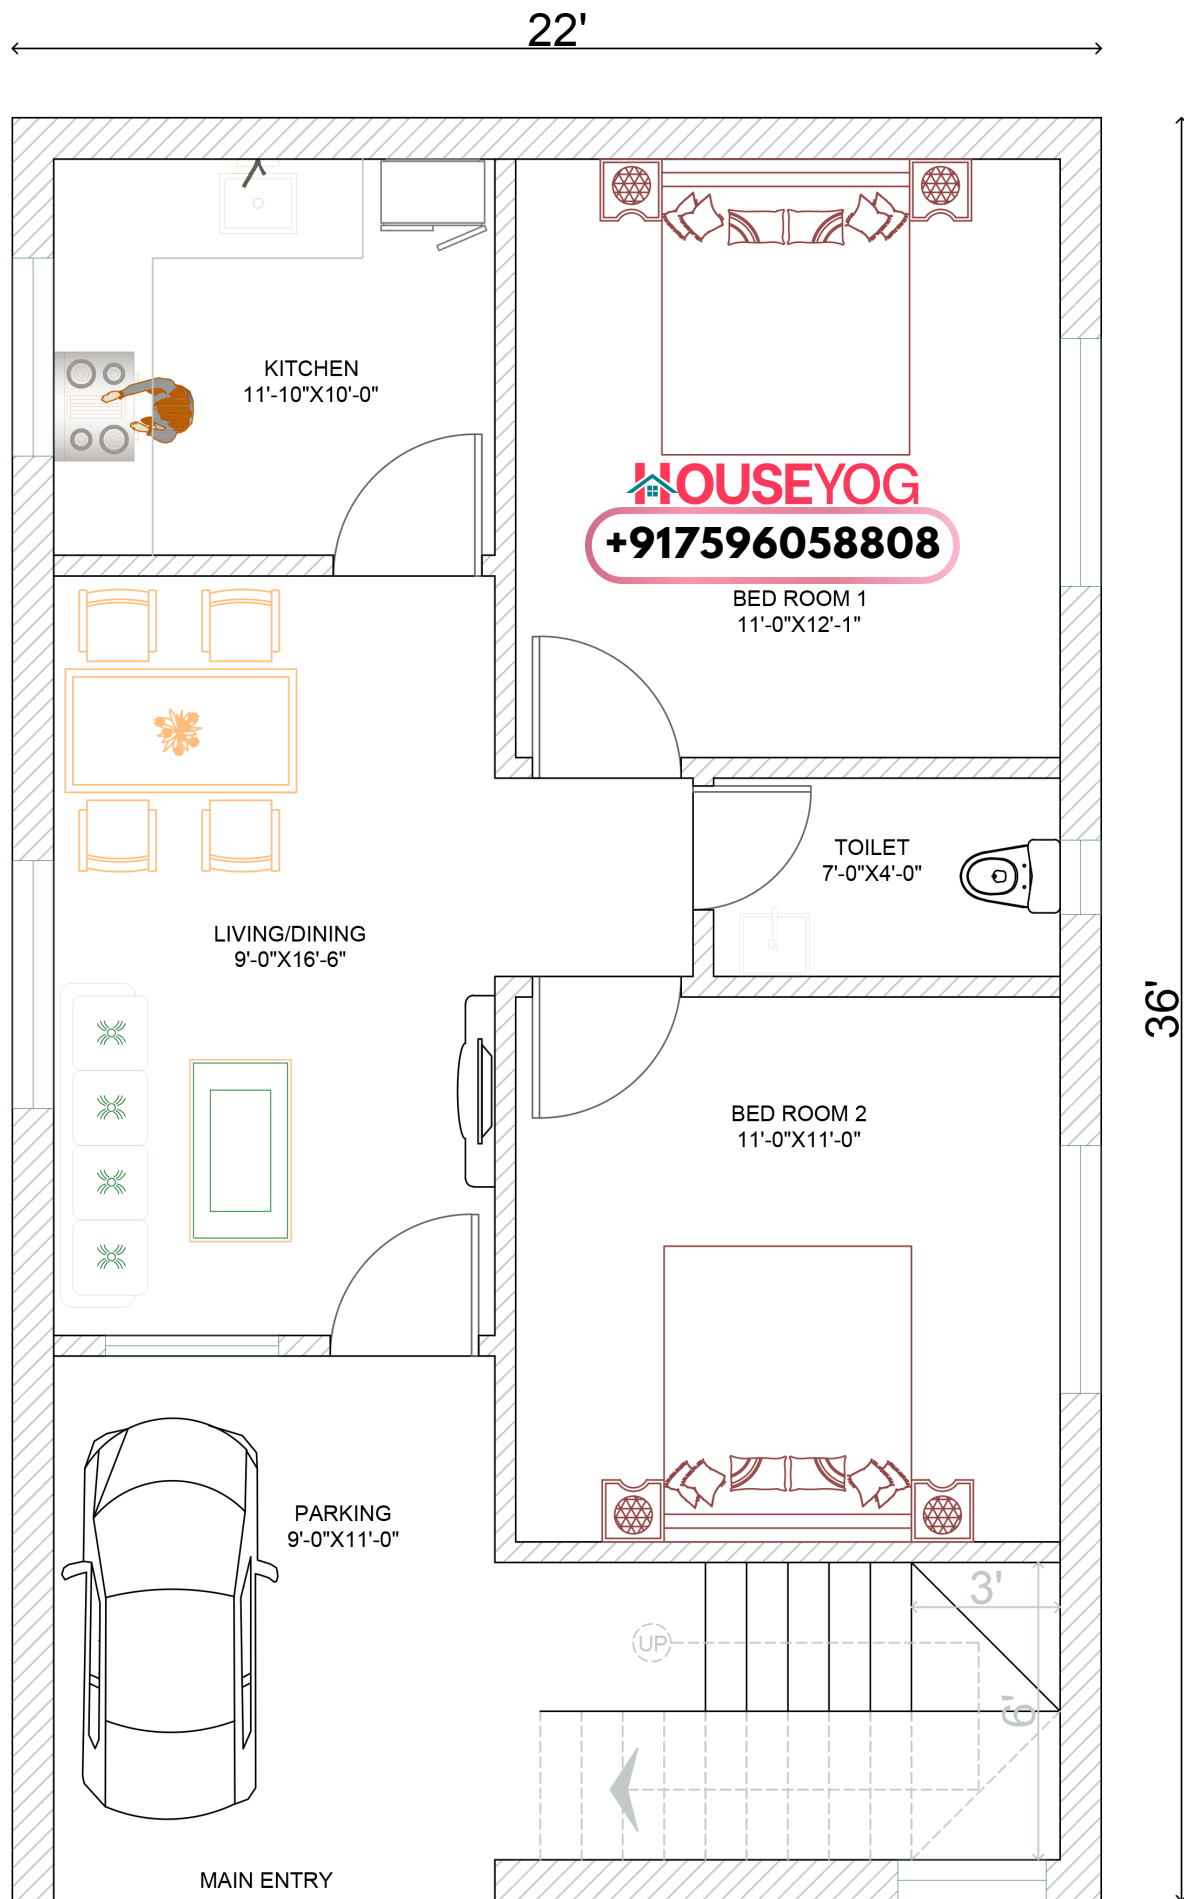 22'
KITCHEN
11'-10"X10'-0"
HOUSEYOG
+917596058808
BED ROOM 1
11'-0"X12'-1"
TOILET
7'-0"X4'-0"
LIVING/DINING
9'-0"X16'-6"
36'
BED ROOM 2
11'-0"X11'-0"
PARKING
9'-0"X11'-0"
3'
UP
6'
MAIN ENTRY